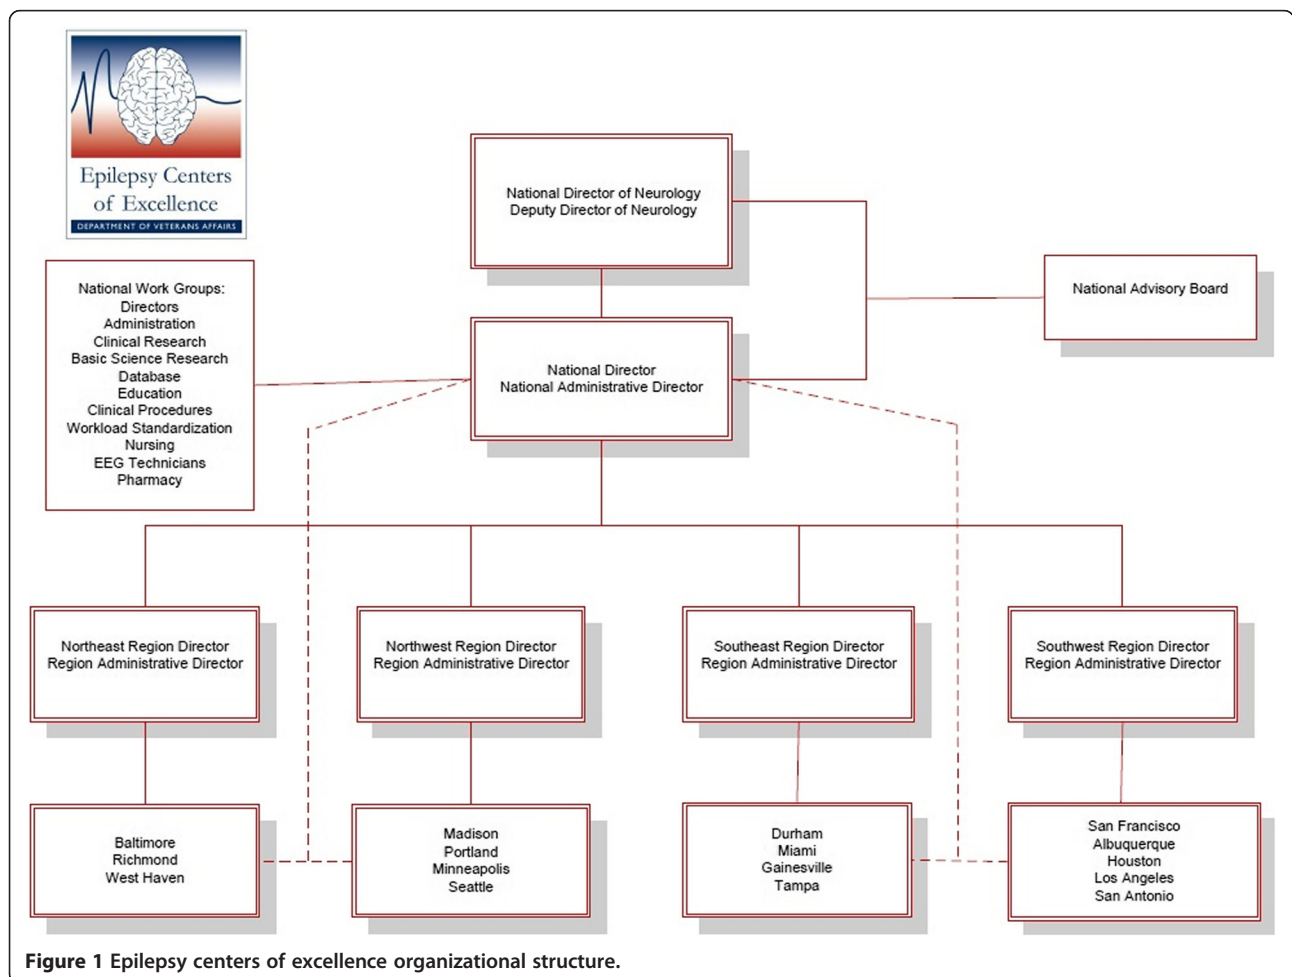 Epilepsy Centers
of Excellence
DEPARTMENT OF VETERANS AFFAIRS
National Director of Neurology
Deputy Director of Neurology
National Advisory Board
National Work Groups:
Directors
Administration
Clinical Research
Basic Science Research
Database
Education
Clinical Procedures
Workload Standardization
Nursing
EEG Technicians
Pharmacy
National Director
National Administrative Director
Northeast Region Director
Region Administrative Director
Northwest Region Director
Region Administrative Director
Southeast Region Director
Region Administrative Director
Southwest Region Director
Region Administrative Director
Baltimore
Richmond
West Haven
Madison
Portland
Minneapolis
Seattle
Durham
Miami
Gainesville
Tampa
San Francisco
Albuquerque
Houston
Los Angeles
San Antonio
Figure 1 Epilepsy centers of excellence organizational structure.